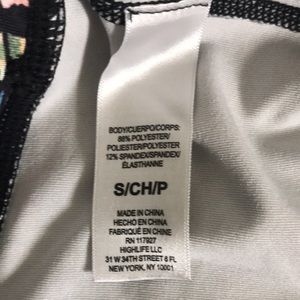 BODY/CUERPO/CORPS:
88% POLYESTER/
POLIESTER/POLYESTER
12% SPANDEX/SPANDEX/
ÉLASTHANNE
S/CH/P
MADE IN CHINA
HECHO EN CHINA
FABRIQUÉ EN CHINE
RN 117927
HIGHLIFE LLC
31 W 34TH STREET 6 FL
NEW YORK, NY 10001